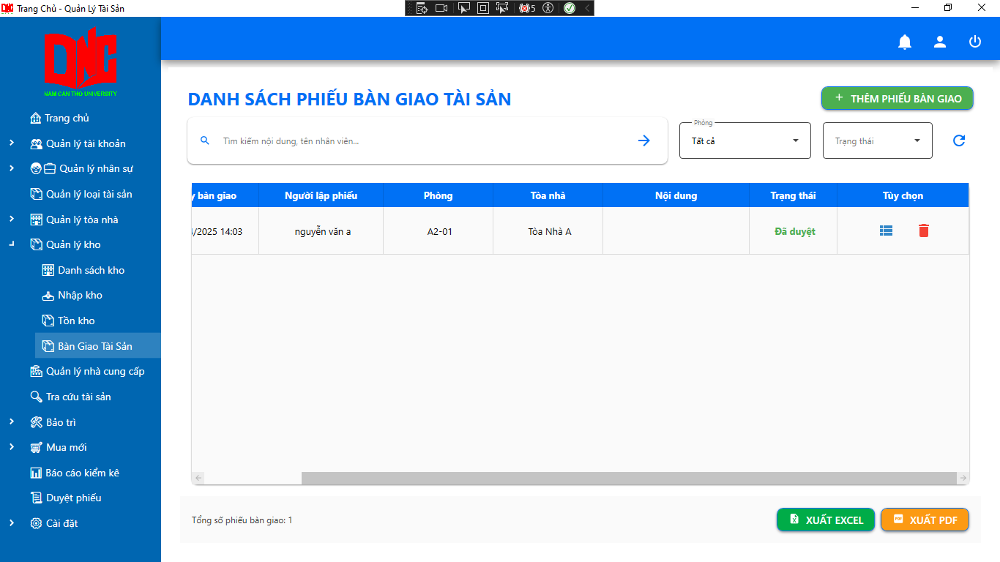 Trang Chủ - Quản Lý Tài Sản
5
DNC
NAM CAN THO UNIVERSITY
Trang chủ
Quản lý tài khoản
Quản lý nhân sự
Quản lý loại tài sản
Quản lý tòa nhà
Quản lý kho
Danh sách kho
Nhập kho
Tồn kho
Bàn Giao Tài Sản
Quản lý nhà cung cấp
Tra cứu tài sản
Bảo trì
Mua mới
Báo cáo kiểm kê
Duyệt phiếu
Cài đặt
DANH SÁCH PHIẾU BÀN GIAO TÀI SẢN
+ THÊM PHIẾU BÀN GIAO
Tìm kiếm nội dung, tên nhân viên...
Phòng
Tất cả
Trạng thái
y bàn giao Người lập phiếu Phòng Tòa nhà Nội dung Trạng thái Tùy chọn
/2025 14:03 nguyễn văn a A2-01 Tòa Nhà A Đã duyệt
Tổng số phiếu bàn giao: 1
XUẤT EXCEL
PDF XUẤT PDF